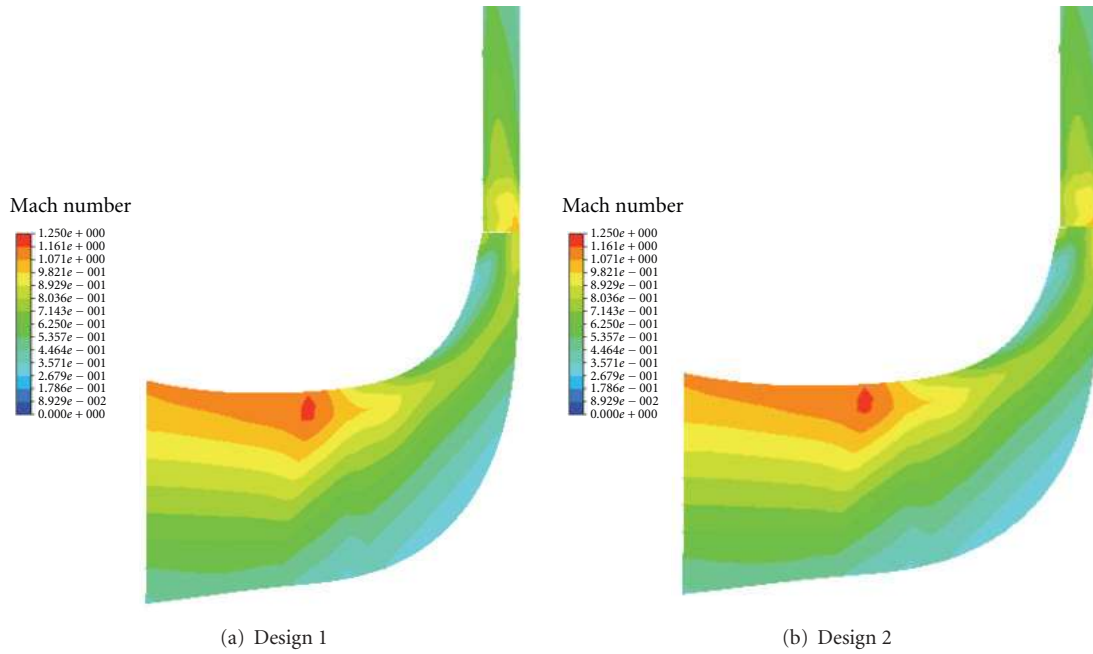 Mach number
1.250e + 000
1.161e + 000
1.071e + 000
9.821e − 001
8.929e − 001
8.036e − 001
7.143e − 001
6.250e − 001
5.357e − 001
4.464e − 001
3.571e − 001
2.679e − 001
1.786e − 001
8.929e − 002
0.000e + 000
(a) Design 1
Mach number
1.250e + 000
1.161e + 000
1.071e + 000
9.821e − 001
8.929e − 001
8.036e − 001
7.143e − 001
6.250e − 001
5.357e − 001
4.464e − 001
3.571e − 001
2.679e − 001
1.786e − 001
8.929e − 002
0.000e + 000
(b) Design 2